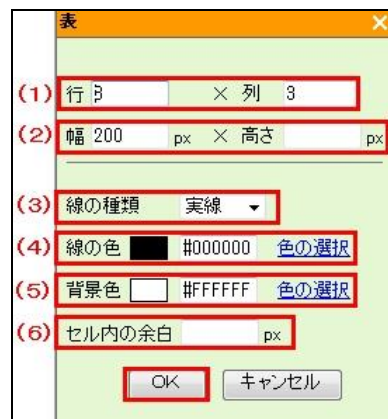 表 ×
(1) 行 3 × 列 3
(2) 幅 200 px × 高さ px
(3) 線の種類 実線
(4) 線の色 #000000 色の選択
(5) 背景色 #FFFFFF 色の選択
(6) セル内の余白 px
OK キャンセル